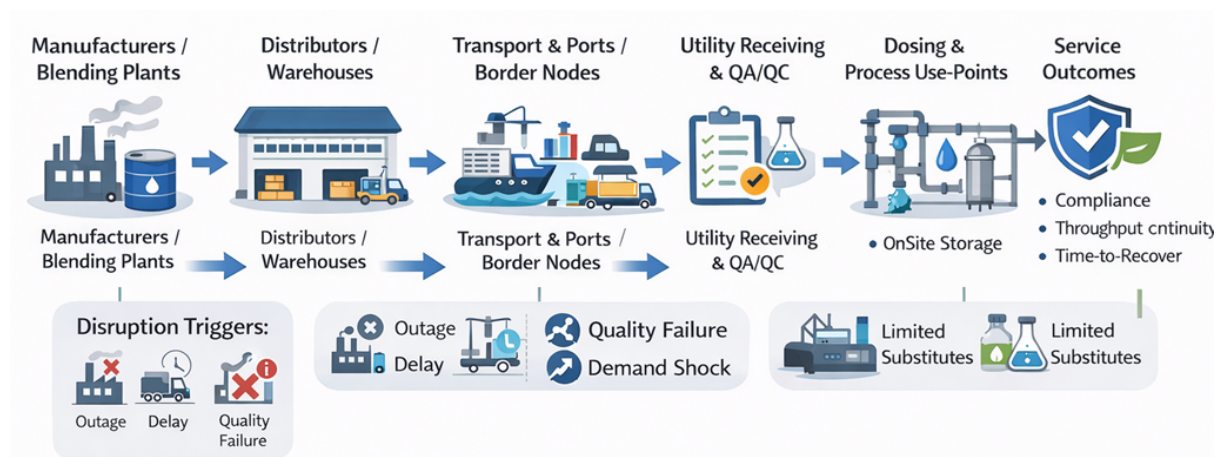 Manufacturers /
Blending Plants
Distributors /
Warehouses
Transport & Ports /
Border Nodes
Utility Receiving
& QA/QC
Dosing &
Process Use-Points
Service
Outcomes
Manufacturers /
Blending Plants
Distributors /
Warehouses
Transport & Ports /
Border Nodes
Utility Receiving
& QA/QC
• OnSite Storage
• Compliance
• Throughput cntinuity
• Time-to-Recover
Disruption Triggers:
Outage
Delay
Quality
Failure
Outage
Delay
Quality Failure
Demand Shock
Limited
Substitutes
Limited
Substitutes